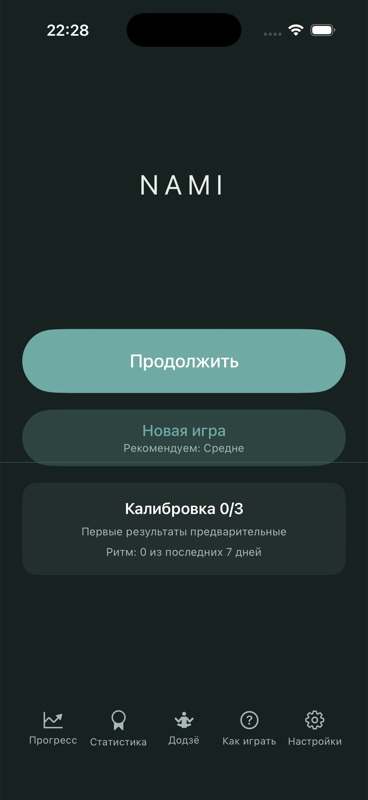 22:28
NAMI
Продолжить
Новая игра
Рекомендуем: Средне
Калибровка 0/3
Первые результаты предварительные
Ритм: 0 из последних 7 дней
Прогресс
Статистика
Додзё
Как играть
Настройки